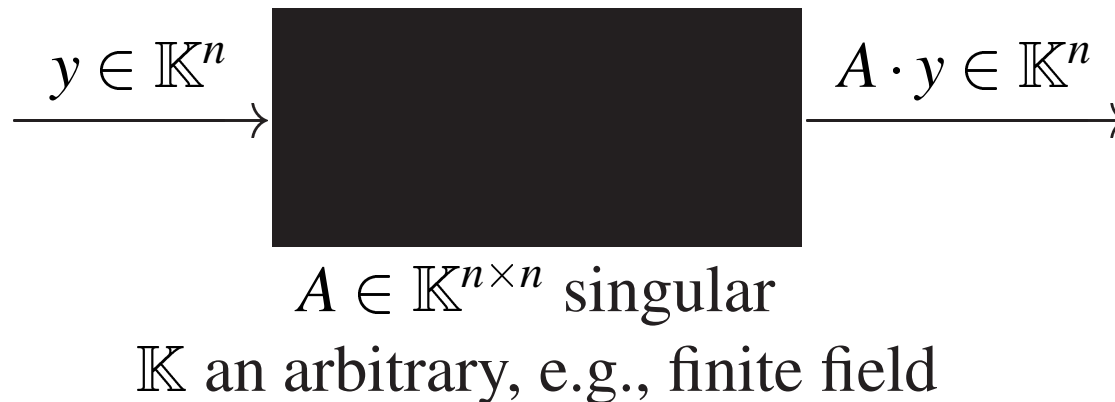 y ∈ 𝕂ⁿ
A · y ∈ 𝕂ⁿ
A ∈ 𝕂ⁿˣⁿ singular
𝕂 an arbitrary, e.g., finite field